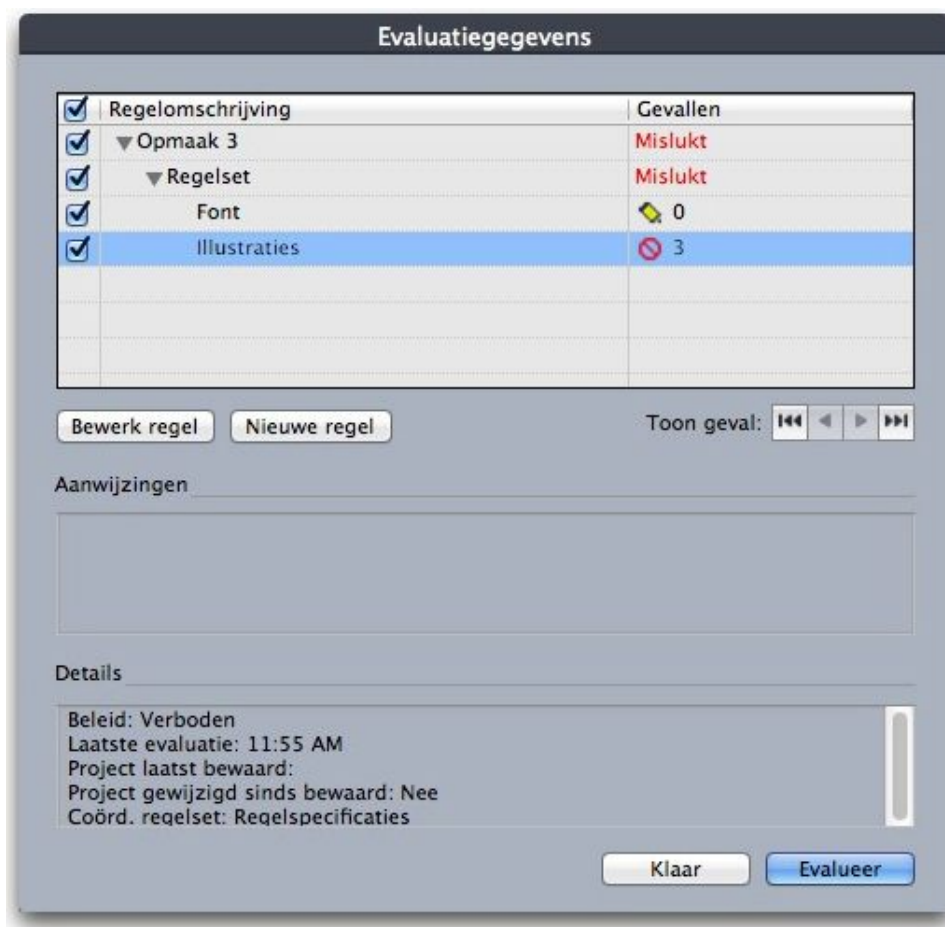 Evaluatiegegevens
Regelomschrijving Gevallen
Opmaak 3 Mislukt
Regelset Mislukt
Font 0
Illustraties 3
Bewerk regel Nieuwe regel Toon geval:
Aanwijzingen
Details
Beleid: Verboden
Laatste evaluatie: 11:55 AM
Project laatst bewaard:
Project gewijzigd sinds bewaard: Nee
Coörd. regelset: Regelspecificaties
Klaar Evalueer